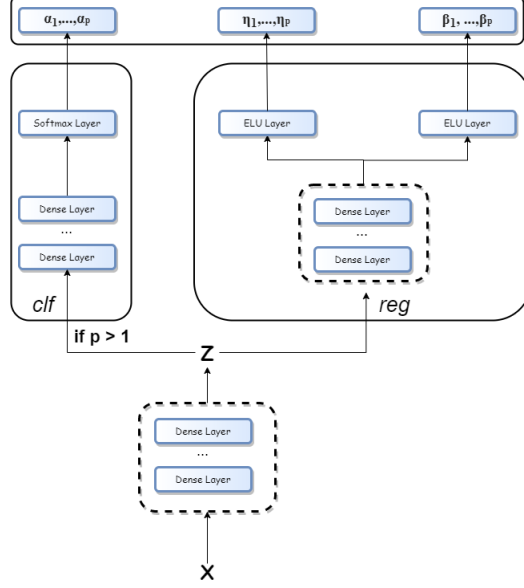 α₁,...,αₚ
η₁,...,ηₚ
β₁, ...,βₚ
Softmax Layer
ELU Layer
ELU Layer
Dense Layer
...
Dense Layer
Dense Layer
...
Dense Layer
clf
reg
if p > 1
z
Dense Layer
...
Dense Layer
x